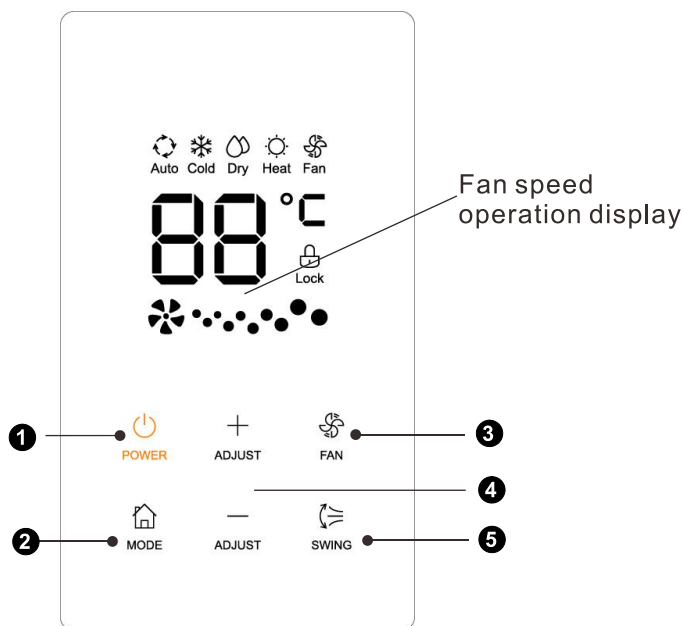 Auto Cold Dry Heat Fan
88 °C
Lock
Fan speed
operation display
1
POWER
+
ADJUST
FAN
3
4
2
MODE
—
ADJUST
SWING
5